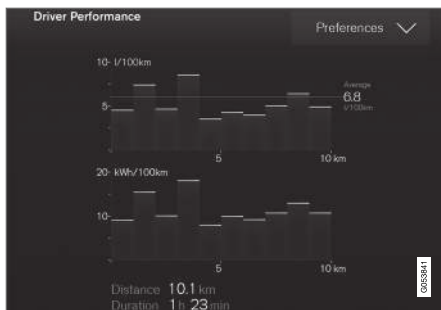 Driver Performance
Preferences
10- l/100km
Average
6.8
l/100km
5-
5
10 km
20- kWh/100km
10-
5
10 km
Distance 10.1 km
Duration 1 h 23 min
G053841